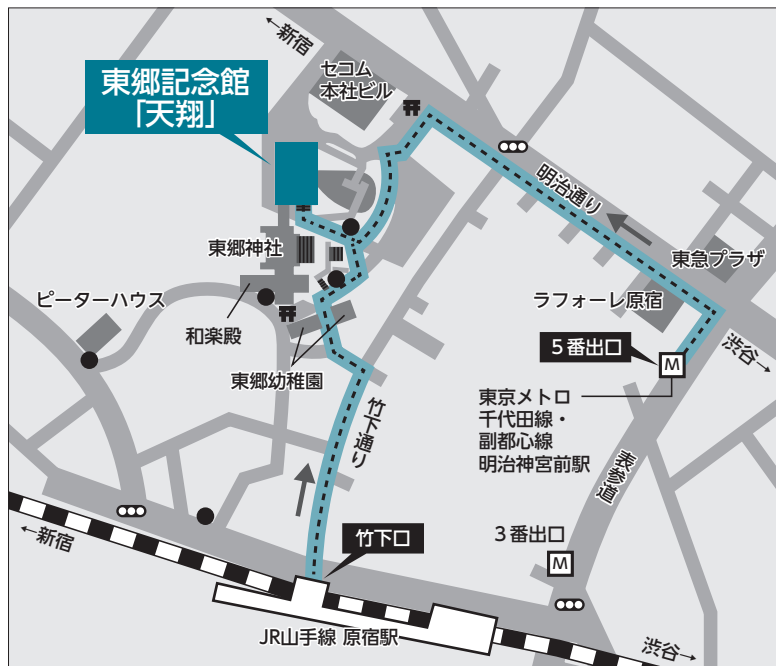 ←新宿
東郷記念館
「天翔」
セコム
本社ビル
明治通り
東郷神社
東急プラザ
ピーターハウス
ラフォーレ原宿
和楽殿
5番出口
渋谷→
M
東郷幼稚園
東京メトロ
千代田線・
副都心線
明治神宮前駅
竹下通り
表参道
←新宿
竹下口
3番出口
M
JR山手線 原宿駅
渋谷→